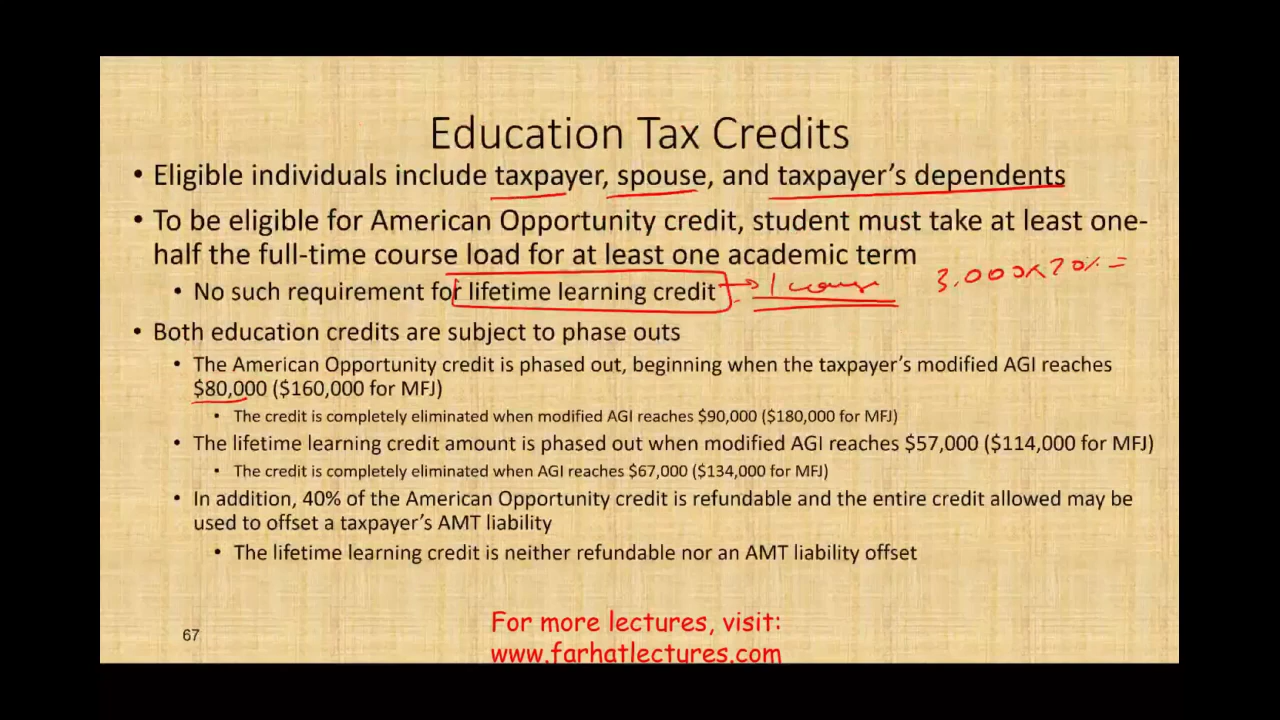 Education Tax Credits
• Eligible individuals include taxpayer, spouse, and taxpayer's dependents
• To be eligible for American Opportunity credit, student must take at least one-
half the full-time course load for at least one academic term
3,000x20% =
• No such requirement for lifetime learning credit → 1 course
• Both education credits are subject to phase outs
• The American Opportunity credit is phased out, beginning when the taxpayer's modified AGI reaches
$80,000 ($160,000 for MFJ)
• The credit is completely eliminated when modified AGI reaches $90,000 ($180,000 for MFJ)
• The lifetime learning credit amount is phased out when modified AGI reaches $57,000 ($114,000 for MFJ)
• The credit is completely eliminated when AGI reaches $67,000 ($134,000 for MFJ)
• In addition, 40% of the American Opportunity credit is refundable and the entire credit allowed may be
used to offset a taxpayer's AMT liability
• The lifetime learning credit is neither refundable nor an AMT liability offset
For more lectures, visit:
67
www.farhatlectures.com